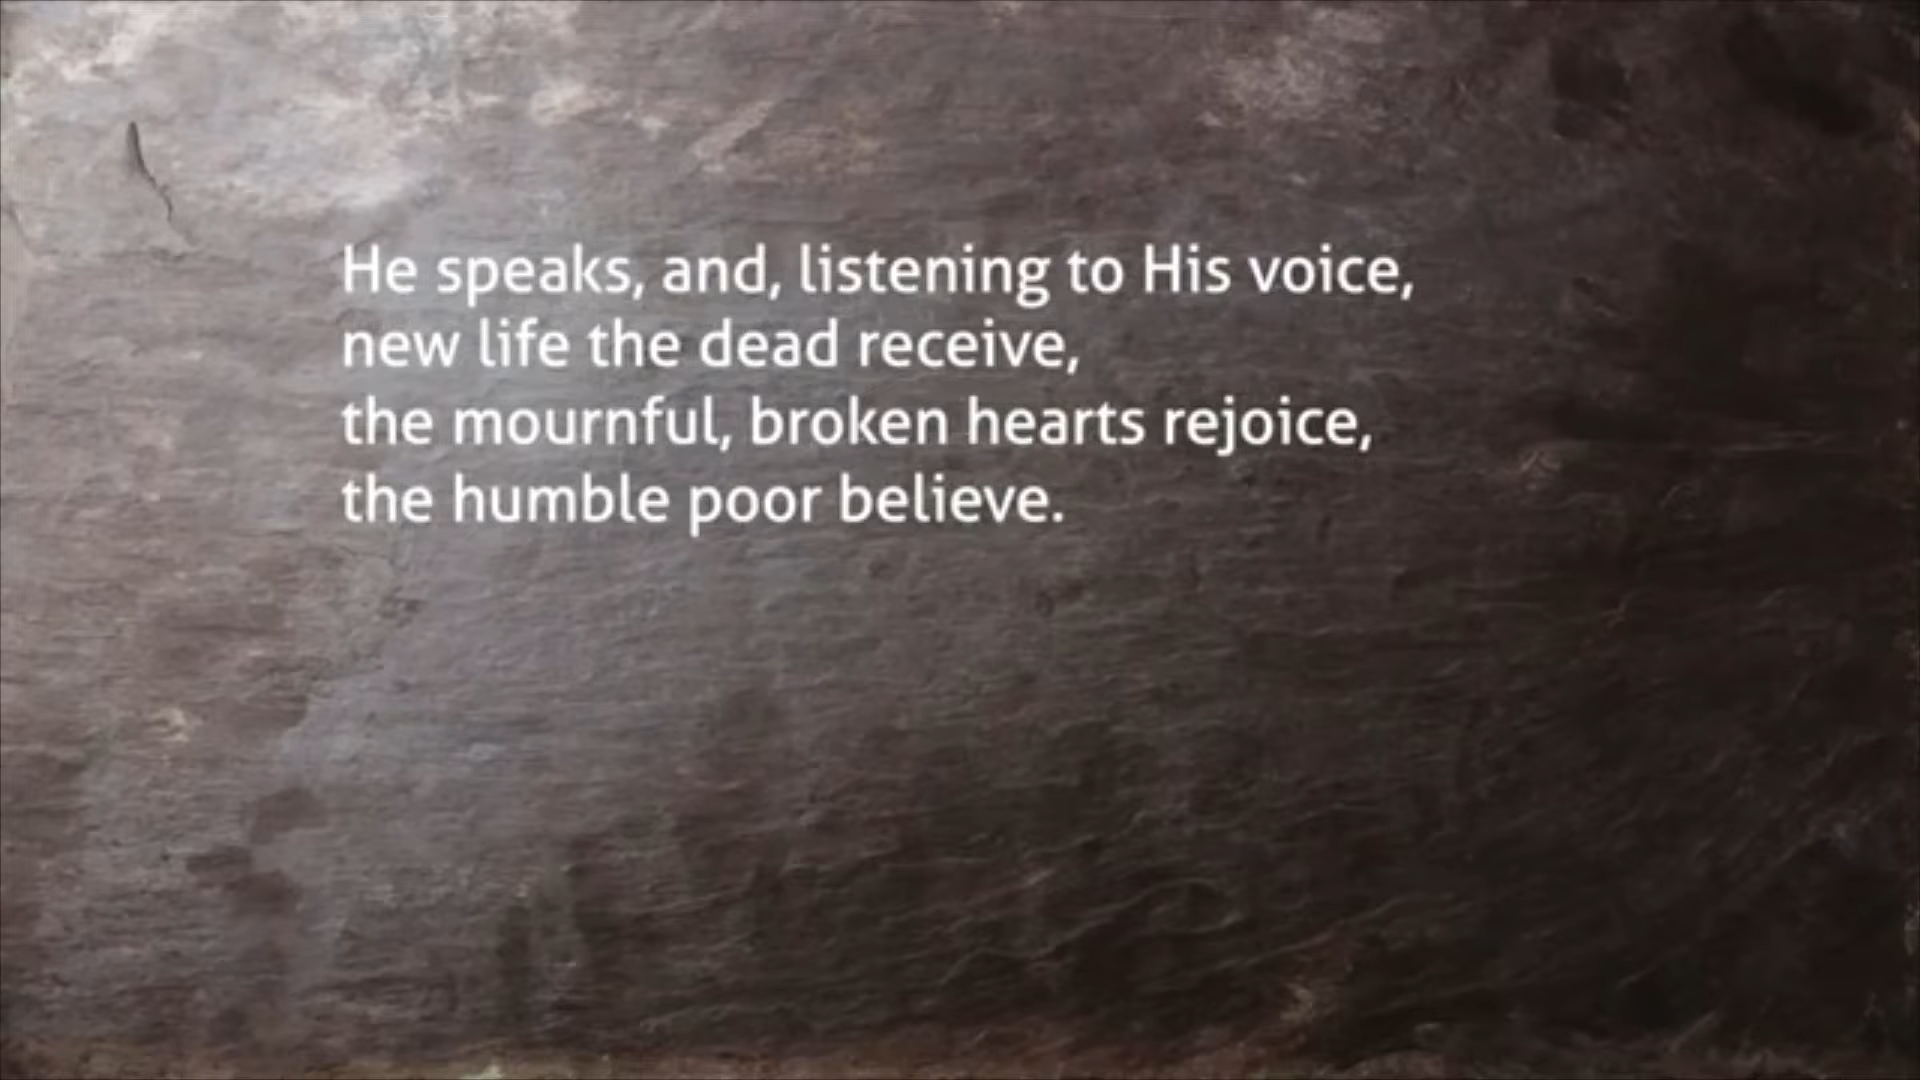 He speaks, and, listening to His voice,
new life the dead receive,
the mournful, broken hearts rejoice,
the humble poor believe.